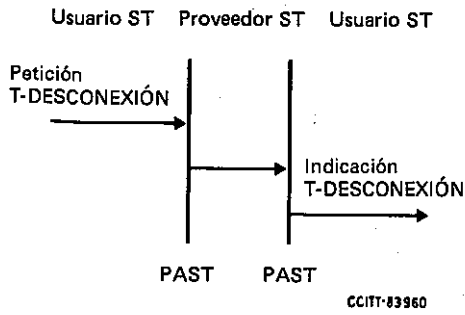 Usuario ST Proveedor ST Usuario ST
Petición
T-DESCONEXIÓN
Indicación
T-DESCONEXIÓN
PAST PAST
CCITT-83960